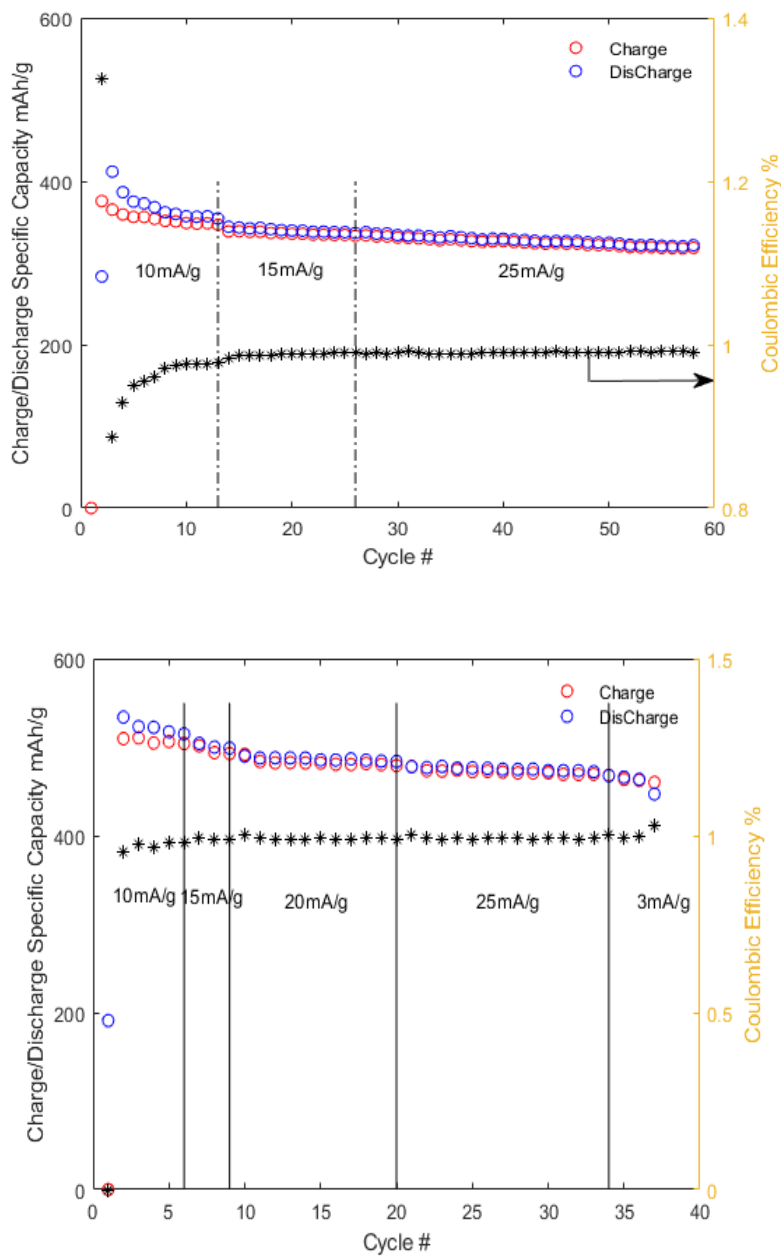 600
400
200
0
Charge/Discharge Specific Capacity mAh/g
1.4
1.2
1
0.8
Coulombic Efficiency %
Charge
DisCharge
10mA/g
15mA/g
25mA/g
0
10
20
30
40
50
60
Cycle #
600
400
200
0
Charge/Discharge Specific Capacity mAh/g
1.5
1
0.5
0
Coulombic Efficiency %
Charge
DisCharge
10mA/g
15mA/g
20mA/g
25mA/g
3mA/g
0
5
10
15
20
25
30
35
40
Cycle #